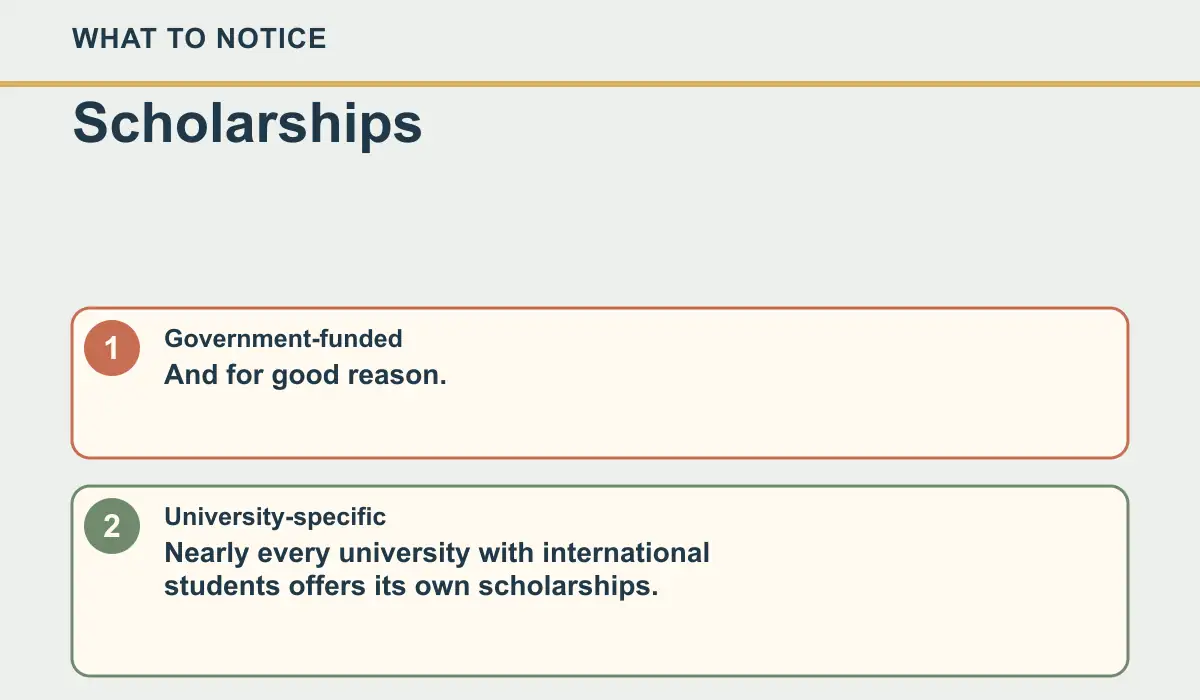 WHAT TO NOTICE
Scholarships
1
Government-funded
And for good reason.
2
University-specific
Nearly every university with international
students offers its own scholarships.